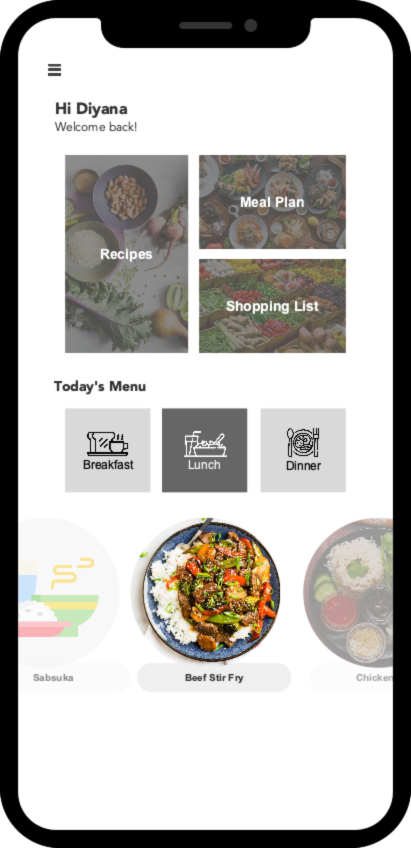 Hi Diyana
Welcome back!
Recipes
Meal Plan
Shopping List
Today's Menu
Breakfast
Lunch
Dinner
Sabsuka
Beef Stir Fry
Chicken